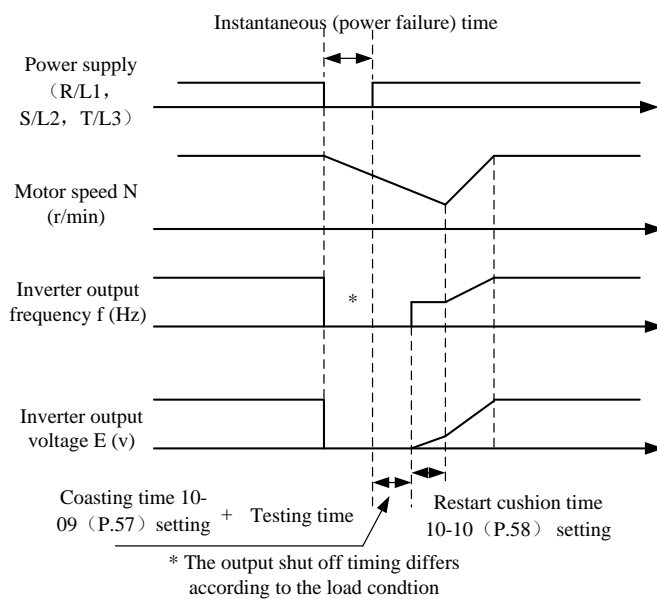 Instantaneous (power failure) time
Power supply
（R/L1，
S/L2，T/L3）
Motor speed N
(r/min)
Inverter output
frequency f (Hz)
*
Inverter output
voltage E (v)
Coasting time 10-
09（P.57）setting
+ Testing time
Restart cushion time
10-10（P.58） setting
* The output shut off timing differs
according to the load condtion